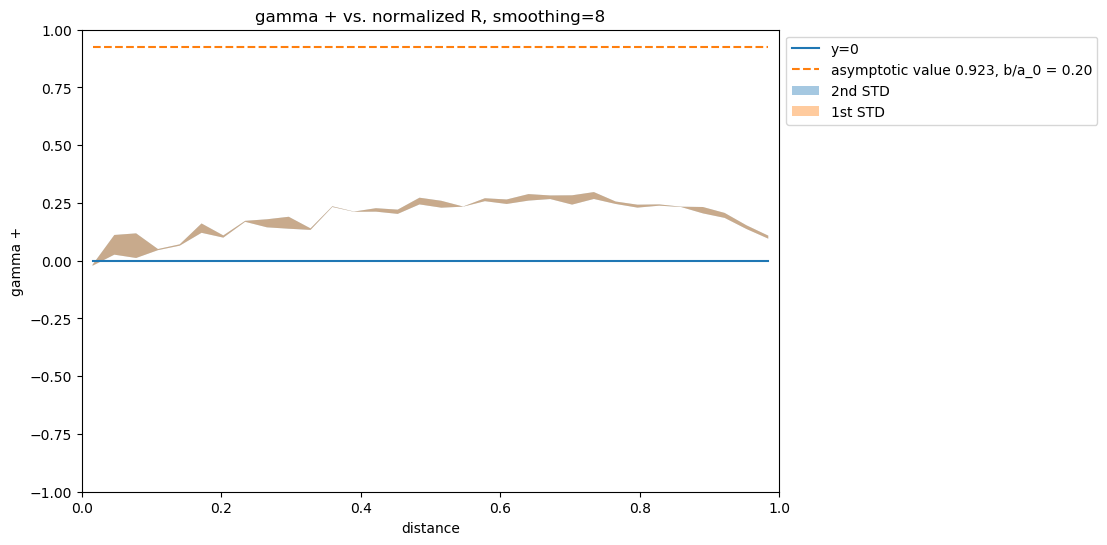 gamma + vs. normalized R, smoothing=8
1.00
0.75
0.50
0.25
0.00
−0.25
−0.50
−0.75
−1.00
gamma +
0.0 0.2 0.4 0.6 0.8 1.0
distance
y=0
asymptotic value 0.923, b/a_0 = 0.20
2nd STD
1st STD